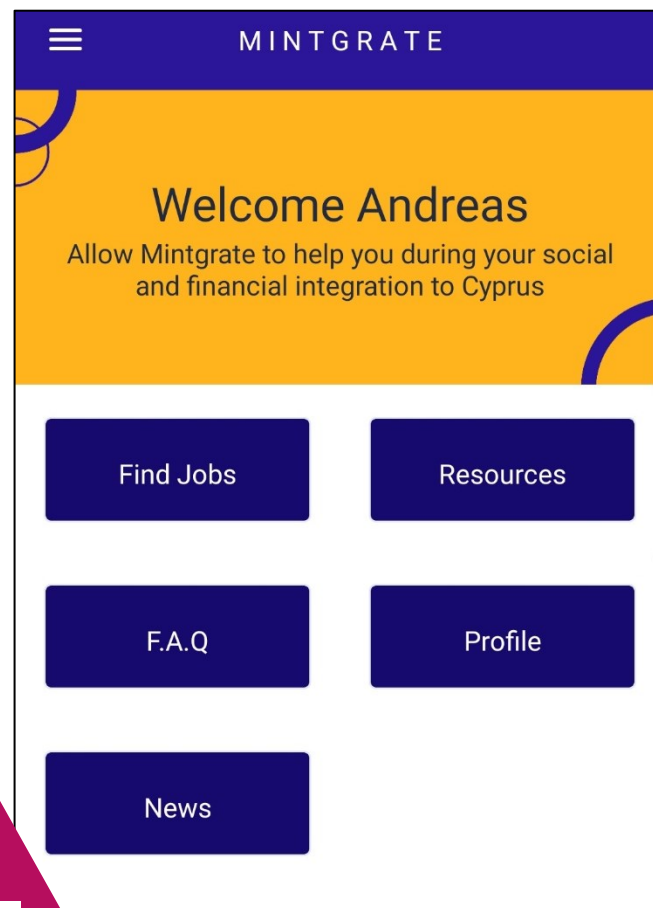 MINTGRATE
Welcome Andreas
Allow Mintgrate to help you during your social
and financial integration to Cyprus
Find Jobs
Resources
F.A.Q
Profile
News